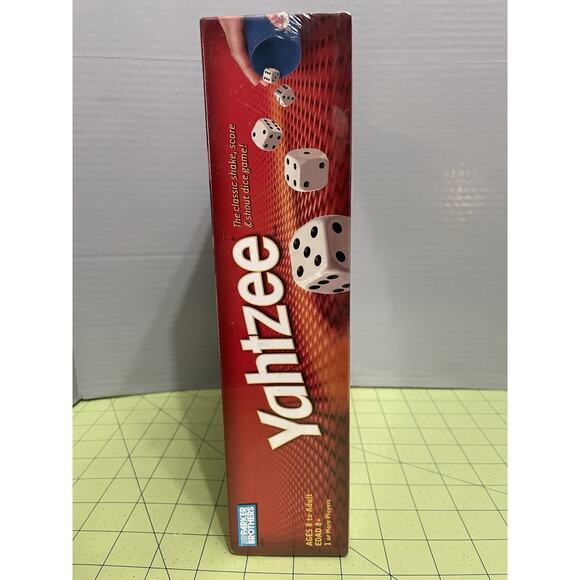 The classic shake, score
& shout dice game!
Yahtzee
PARKER
BROTHERS
AGES 8 to Adult
EDAD 8+
1 or More Players